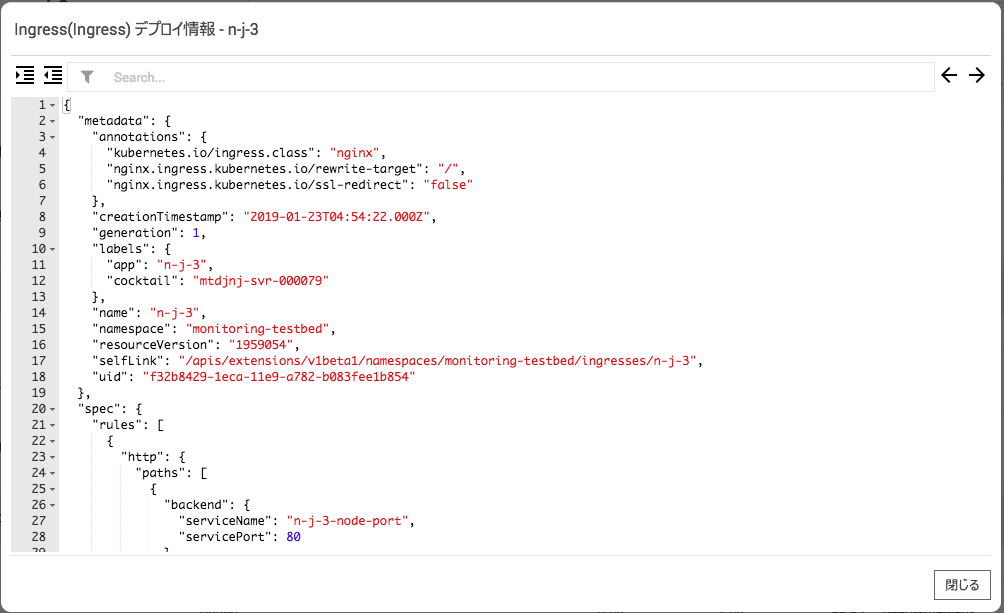 Ingress(Ingress) デプロイ情報 - n-j-3
Search...
1 {
2 "metadata": {
3 "annotations": {
4 "kubernetes.io/ingress.class": "nginx",
5 "nginx.ingress.kubernetes.io/rewrite-target": "/",
6 "nginx.ingress.kubernetes.io/ssl-redirect": "false"
7 },
8 "creationTimestamp": "2019-01-23T04:54:22.000Z",
9 "generation": 1,
10 "labels": {
11 "app": "n-j-3",
12 "cocktail": "mtdjnj-svr-000079"
13 },
14 "name": "n-j-3",
15 "namespace": "monitoring-testbed",
16 "resourceVersion": "1959054",
17 "selfLink": "/apis/extensions/v1beta1/namespaces/monitoring-testbed/ingresses/n-j-3",
18 "uid": "f32b8429-1eca-11e9-a782-b083fee1b854"
19 },
20 "spec": {
21 "rules": [
22 {
23 "http": {
24 "paths": [
25 {
26 "backend": {
27 "serviceName": "n-j-3-node-port",
28 "servicePort": 80
29 }
閉じる